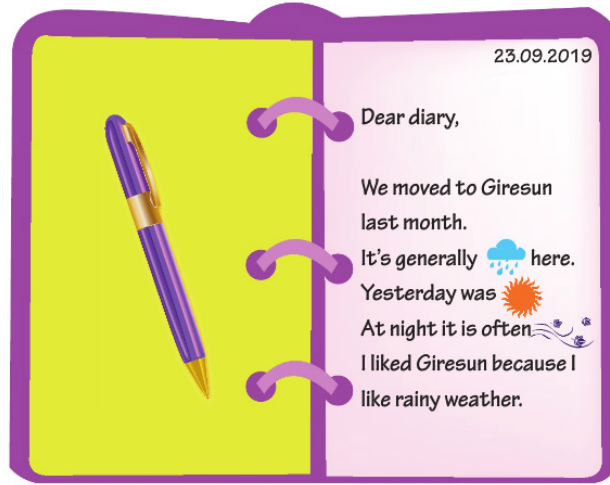 23.09.2019
Dear diary,
We moved to Giresun
last month.
It's generally here.
Yesterday was
At night it is often
I liked Giresun because I
like rainy weather.